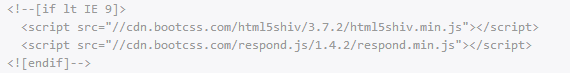 <!--[if lt IE 9]>
  <script src="//cdn.bootcss.com/html5shiv/3.7.2/html5shiv.min.js"></script>
  <script src="//cdn.bootcss.com/respond.js/1.4.2/respond.min.js"></script>
<![endif]-->